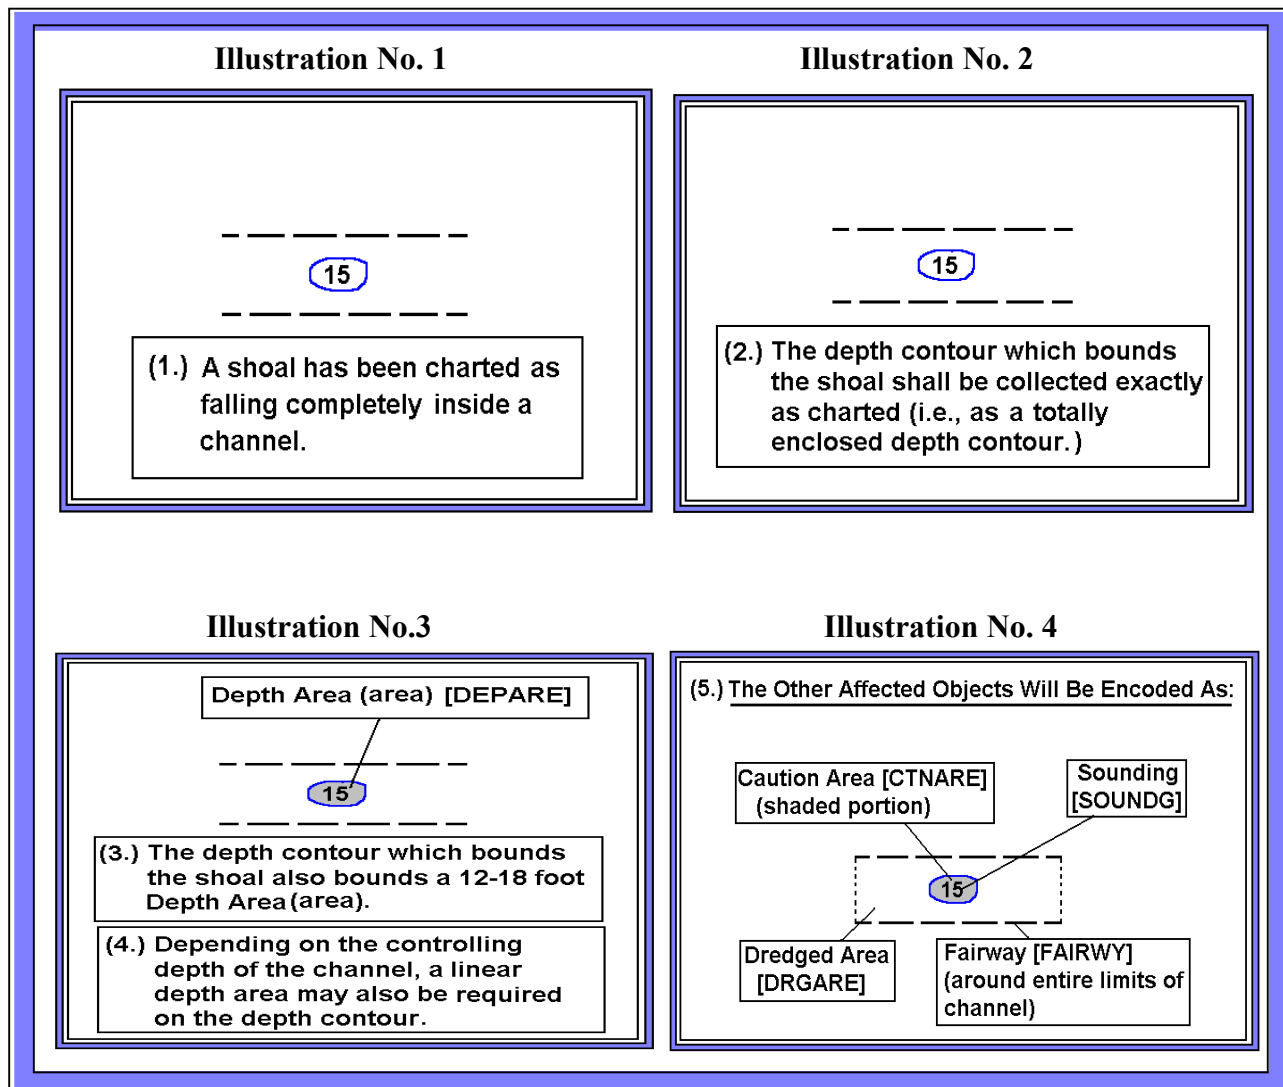 Illustration No. 1
15
(1.) A shoal has been charted as
falling completely inside a
channel.
Illustration No. 2
15
(2.) The depth contour which bounds
the shoal shall be collected exactly
as charted (i.e., as a totally
enclosed depth contour.)
Illustration No.3
Depth Area (area) [DEPARE]
15
(3.) The depth contour which bounds
the shoal also bounds a 12-18 foot
Depth Area (area).
(4.) Depending on the controlling
depth of the channel, a linear
depth area may also be required
on the depth contour.
Illustration No. 4
(5.) The Other Affected Objects Will Be Encoded As:
Caution Area [CTNARE]
(shaded portion)
Sounding
[SOUNDG]
15
Dredged Area
[DRGARE]
Fairway [FAIRWY]
(around entire limits of
channel)